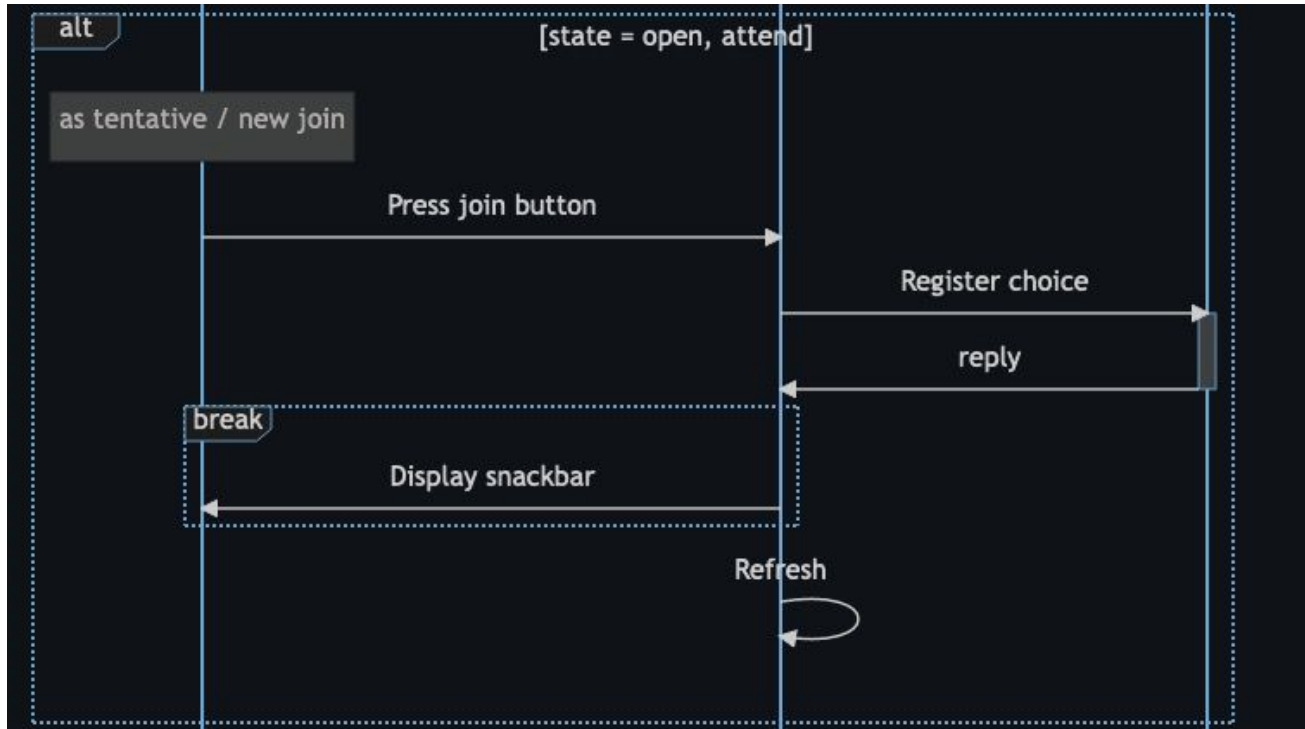 alt
[state = open, attend]
as tentative / new join
Press join button
Register choice
reply
break
Display snackbar
Refresh